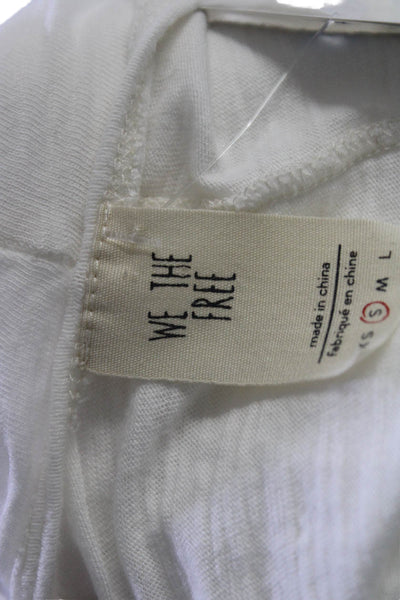 WE THE
FREE
made in china
Fabriqué en chine
XS S M L